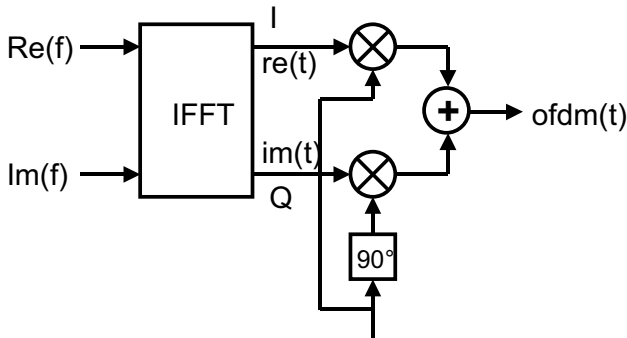 I
Re(f)
re(t)
IFFT
+
ofdm(t)
im(t)
Im(f)
Q
90°